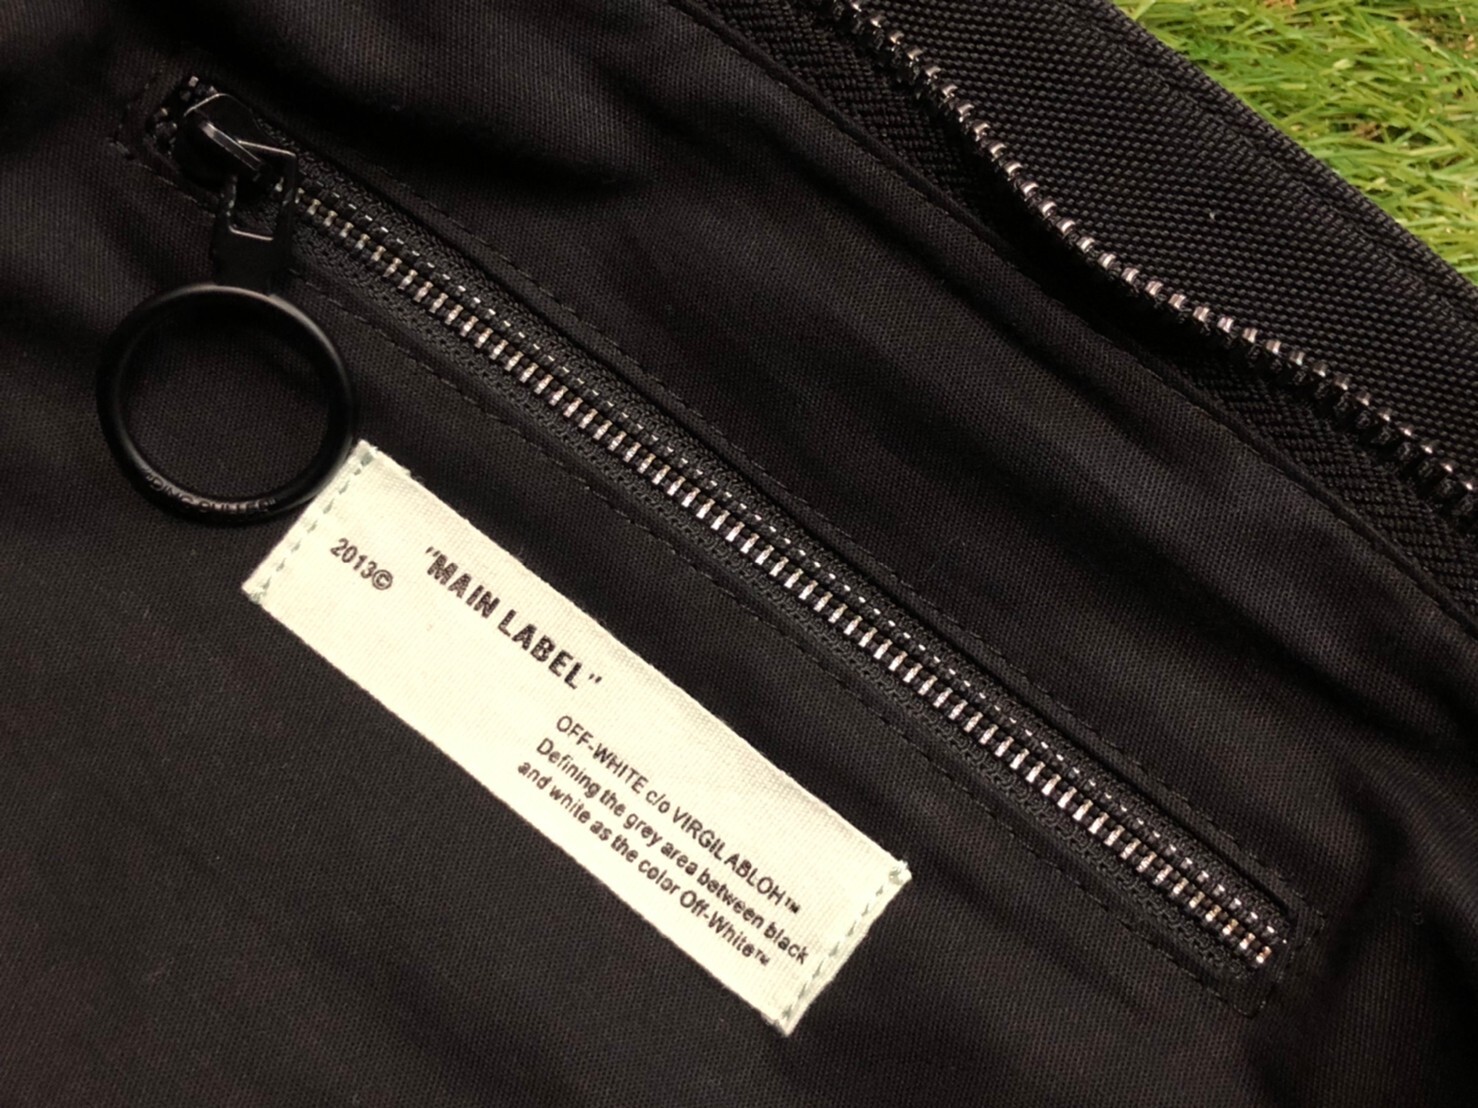 2013©
"MAIN LABEL"
OFF-WHITE c/o VIRGIL ABLOH™
Defining the grey area between black
and white as the color Off-White™